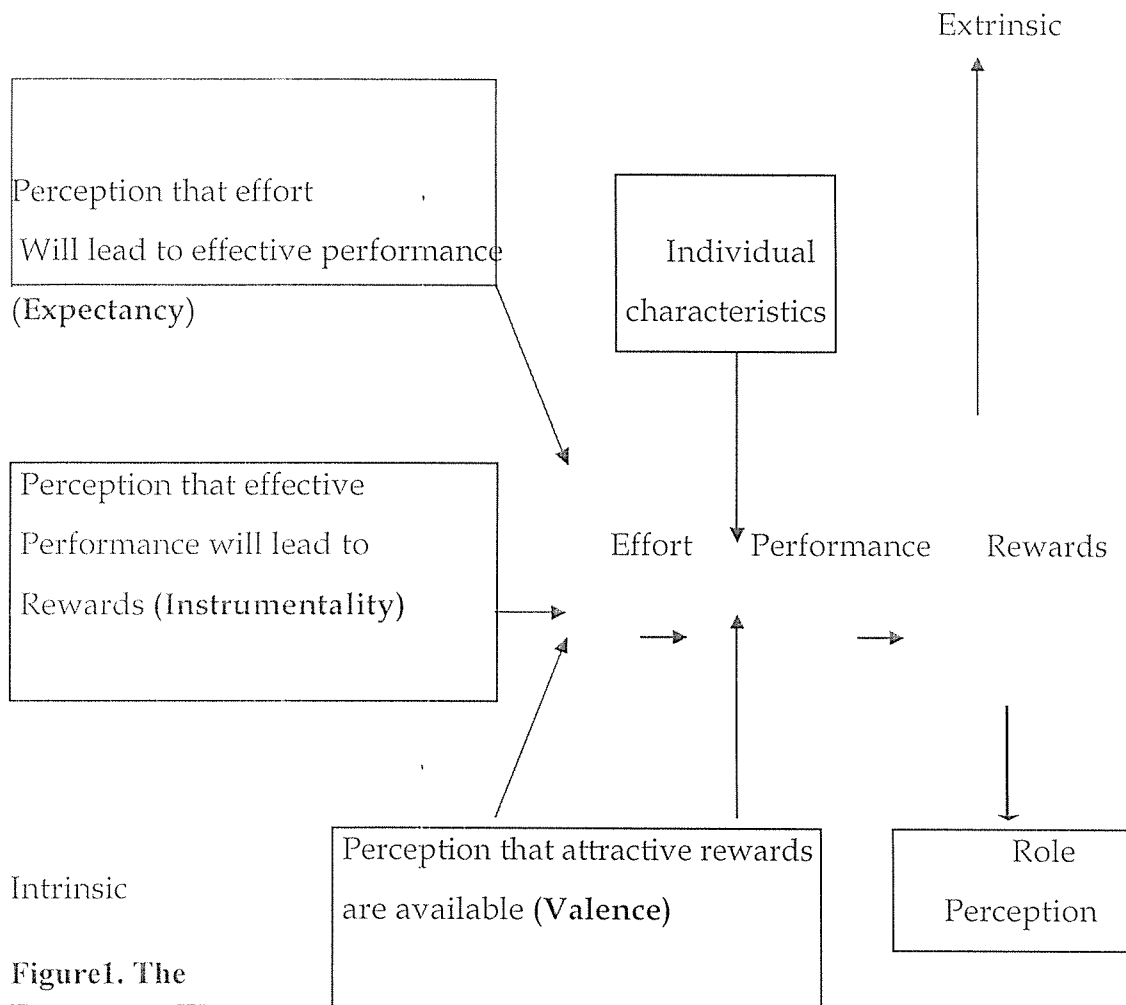 Extrinsic
Perception that effort
Will lead to effective performance
(Expectancy)
Individual
characteristics
Perception that effective
Performance will lead to
Rewards (Instrumentality)
Effort Performance Rewards
Perception that attractive rewards
are available (Valence)
Role
Perception
Intrinsic
Figure1. The